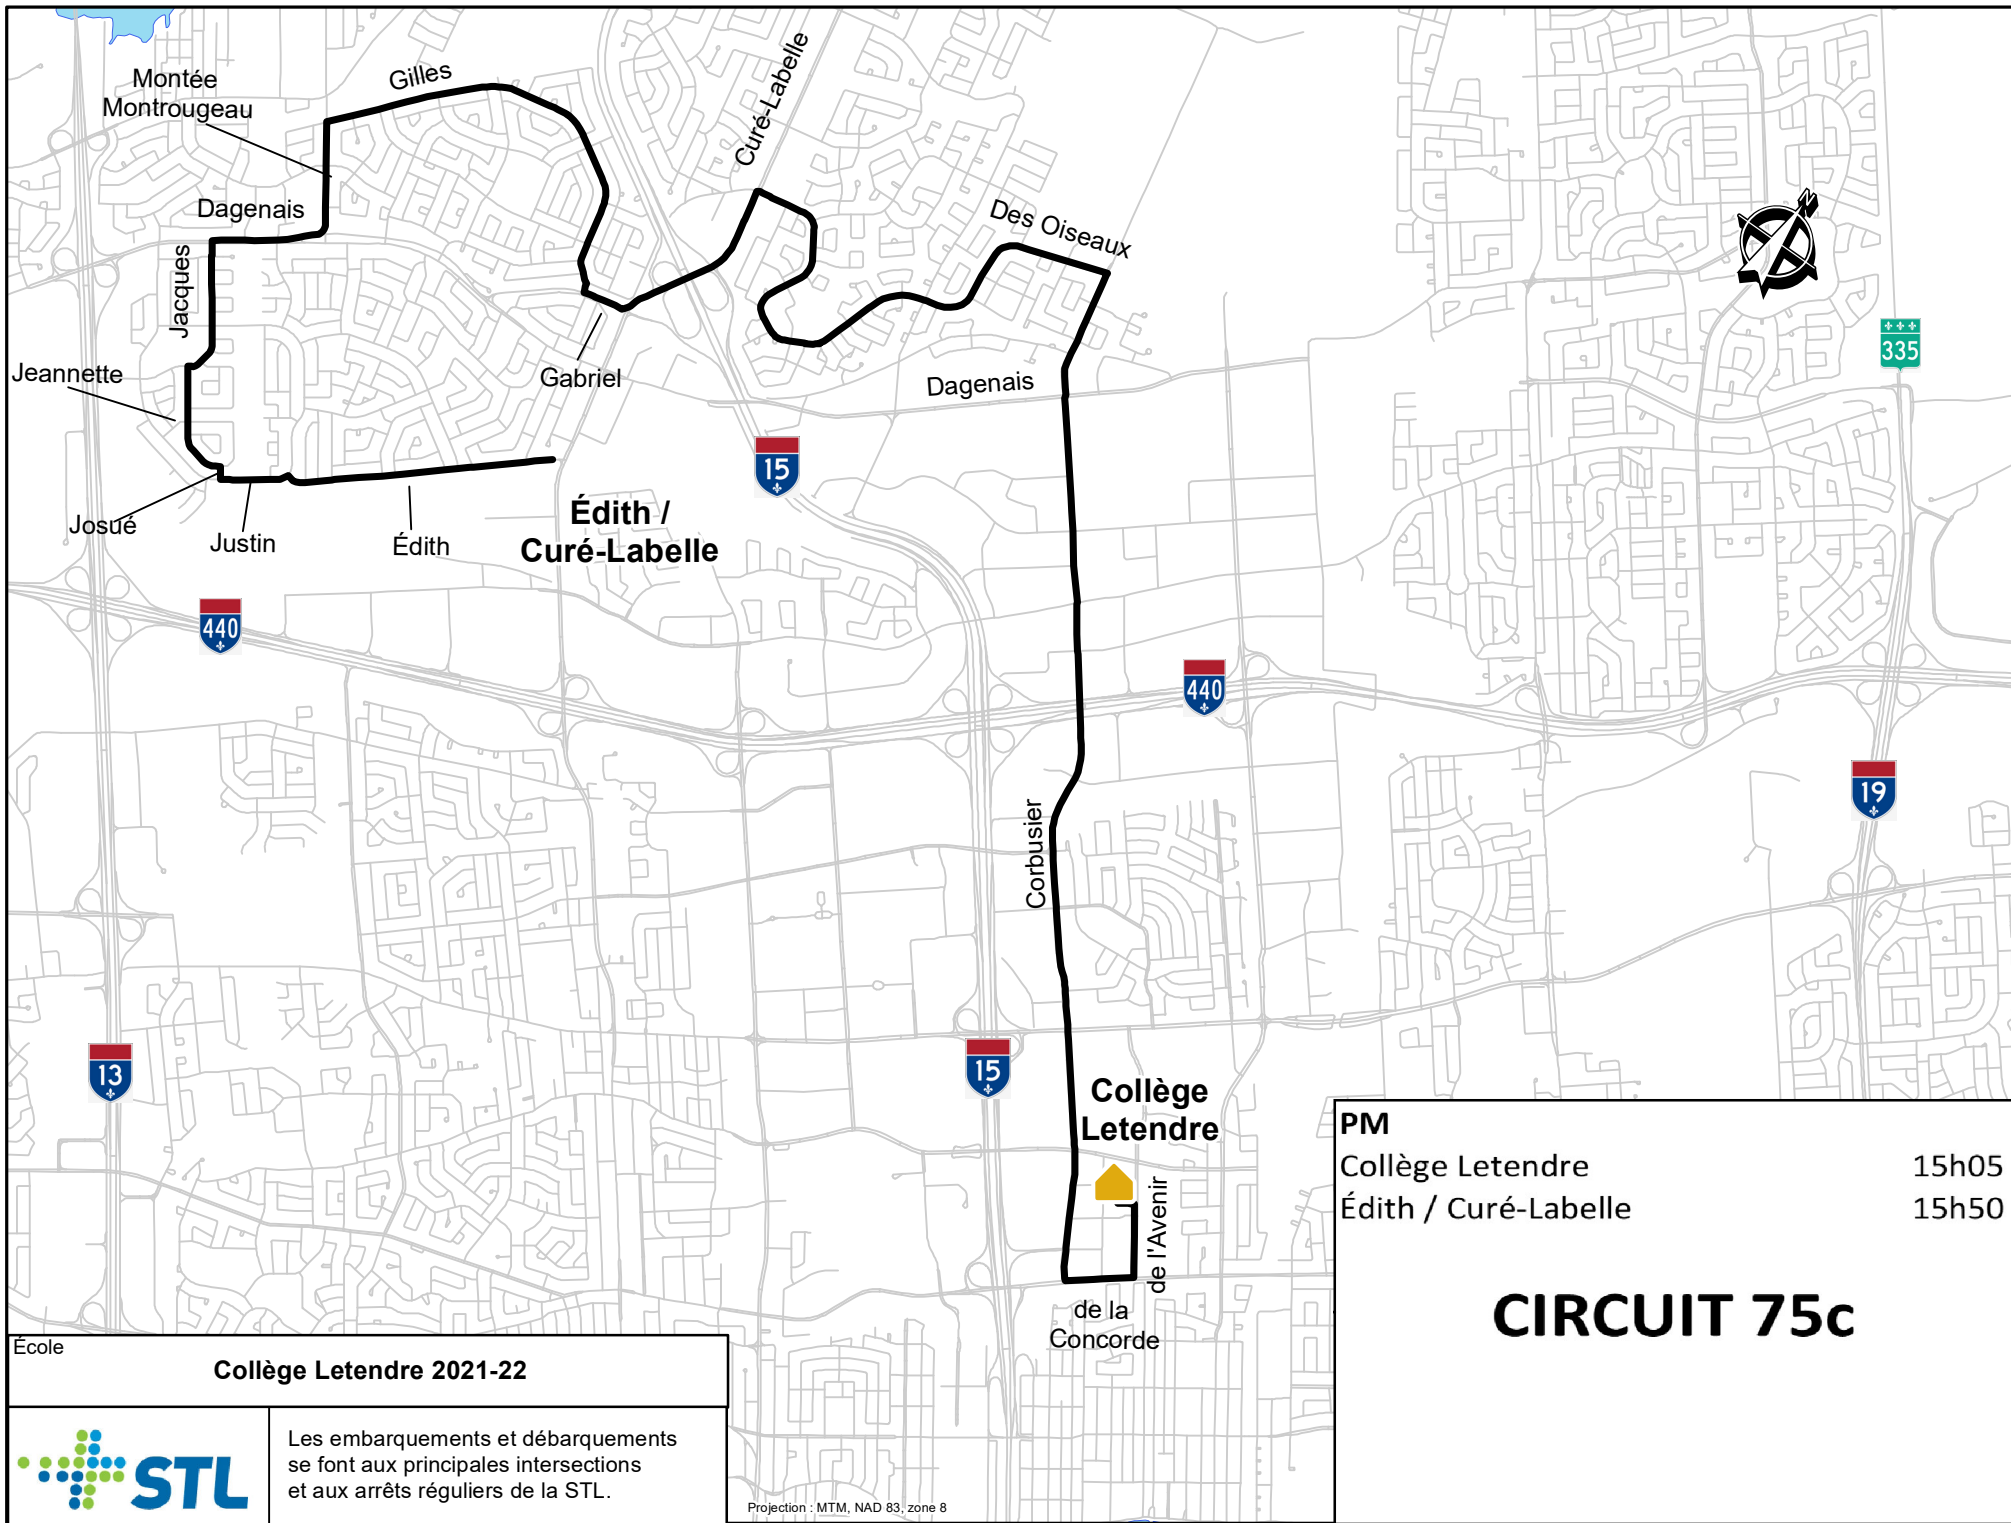 Montée
Montrougeau
Gilles
Curé-Labelle
Dagenais
Des Oiseaux
N
Jacques
335
Jeannette
Gabriel
Dagenais
15
Josué
Justin
Édith
Édith /
Curé-Labelle
440
440
19
Corbusier
13
15
Collège
Letendre
de l'Avenir
de la
Concorde
PM
Collège Letendre 15h05
Édith / Curé-Labelle 15h50
CIRCUIT 75c
École
Collège Letendre 2021-22
STL
Les embarquements et débarquements
se font aux principales intersections
et aux arrêts réguliers de la STL.
Projection : MTM, NAD 83, zone 8